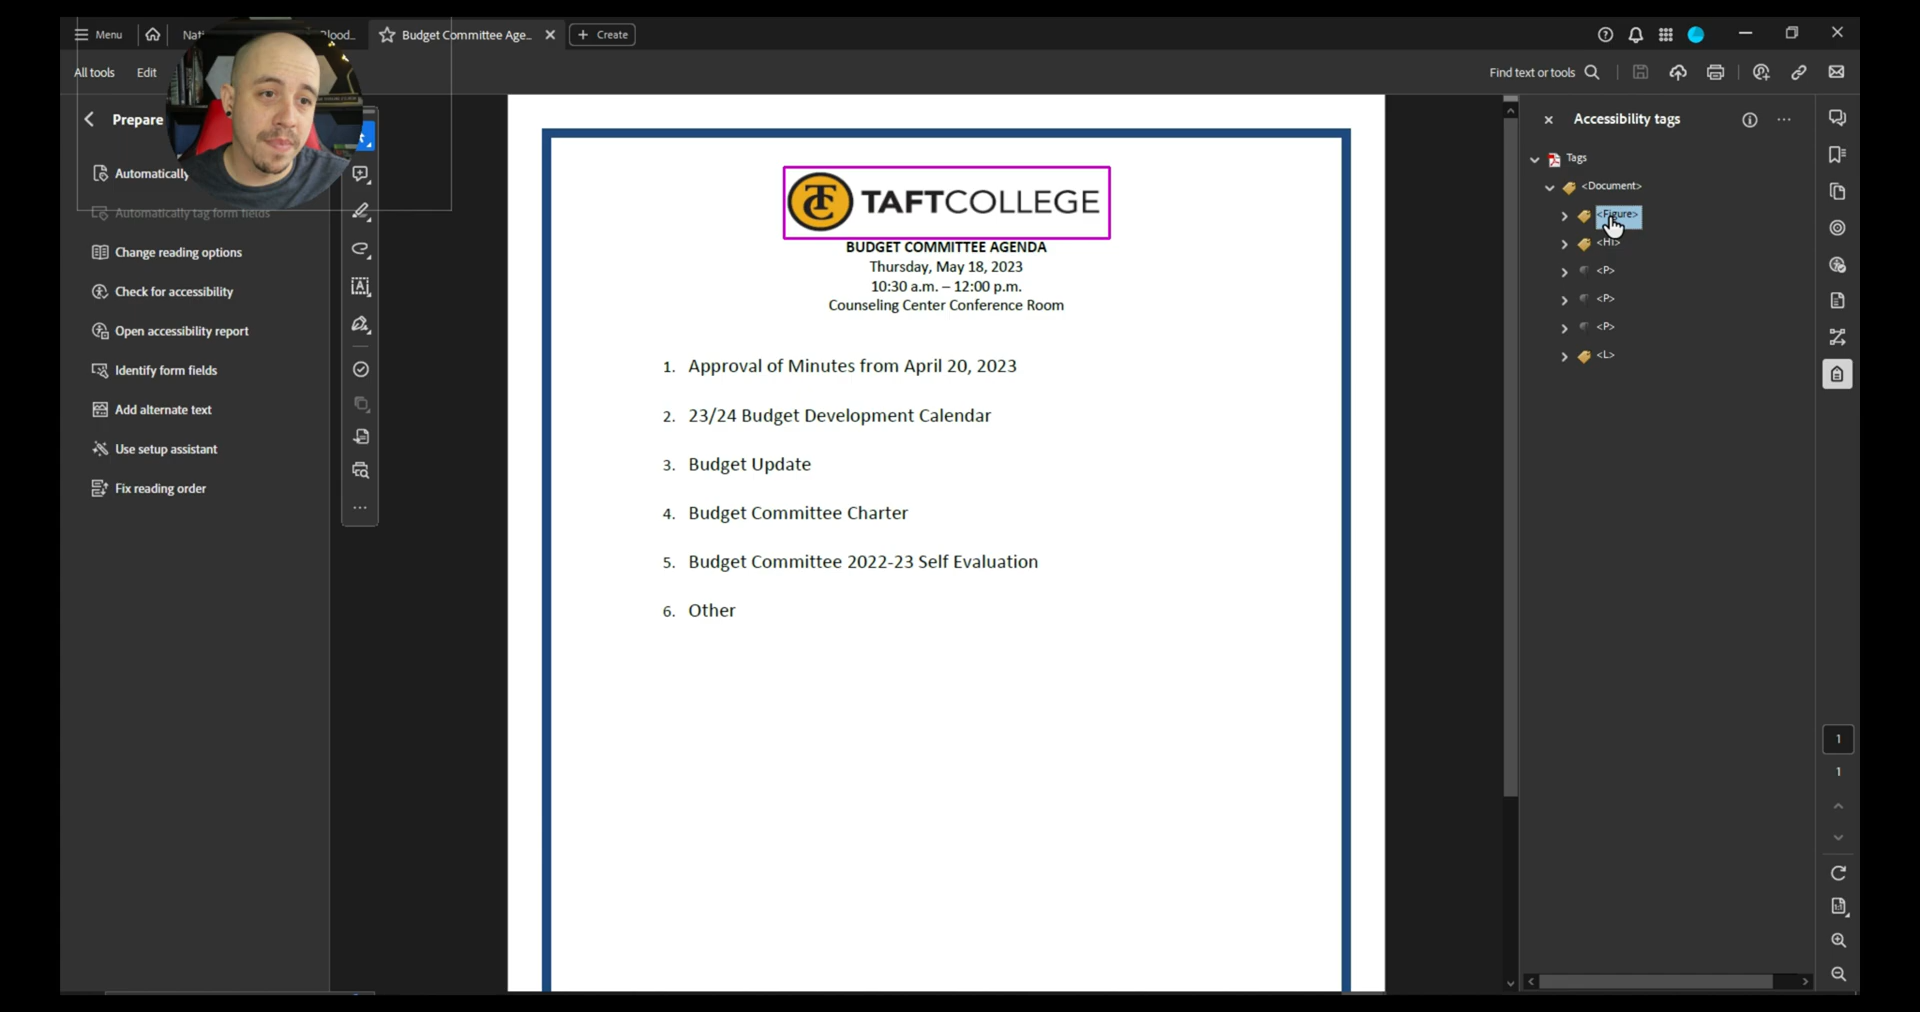 Menu
Nat
Blood...
Budget Committee Age...
Create
All tools
Edit
Find text or tools
Prepare
Automatically
Automatically tag form fields
Change reading options
Check for accessibility
Open accessibility report
Identify form fields
Add alternate text
Use setup assistant
Fix reading order
TC TAFTCOLLEGE
BUDGET COMMITTEE AGENDA
Thursday, May 18, 2023
10:30 a.m. – 12:00 p.m.
Counseling Center Conference Room
1. Approval of Minutes from April 20, 2023
2. 23/24 Budget Development Calendar
3. Budget Update
4. Budget Committee Charter
5. Budget Committee 2022-23 Self Evaluation
6. Other
Accessibility tags
Tags
<Document>
<Figure>
<H1>
<P>
<P>
<P>
<L>
1
1